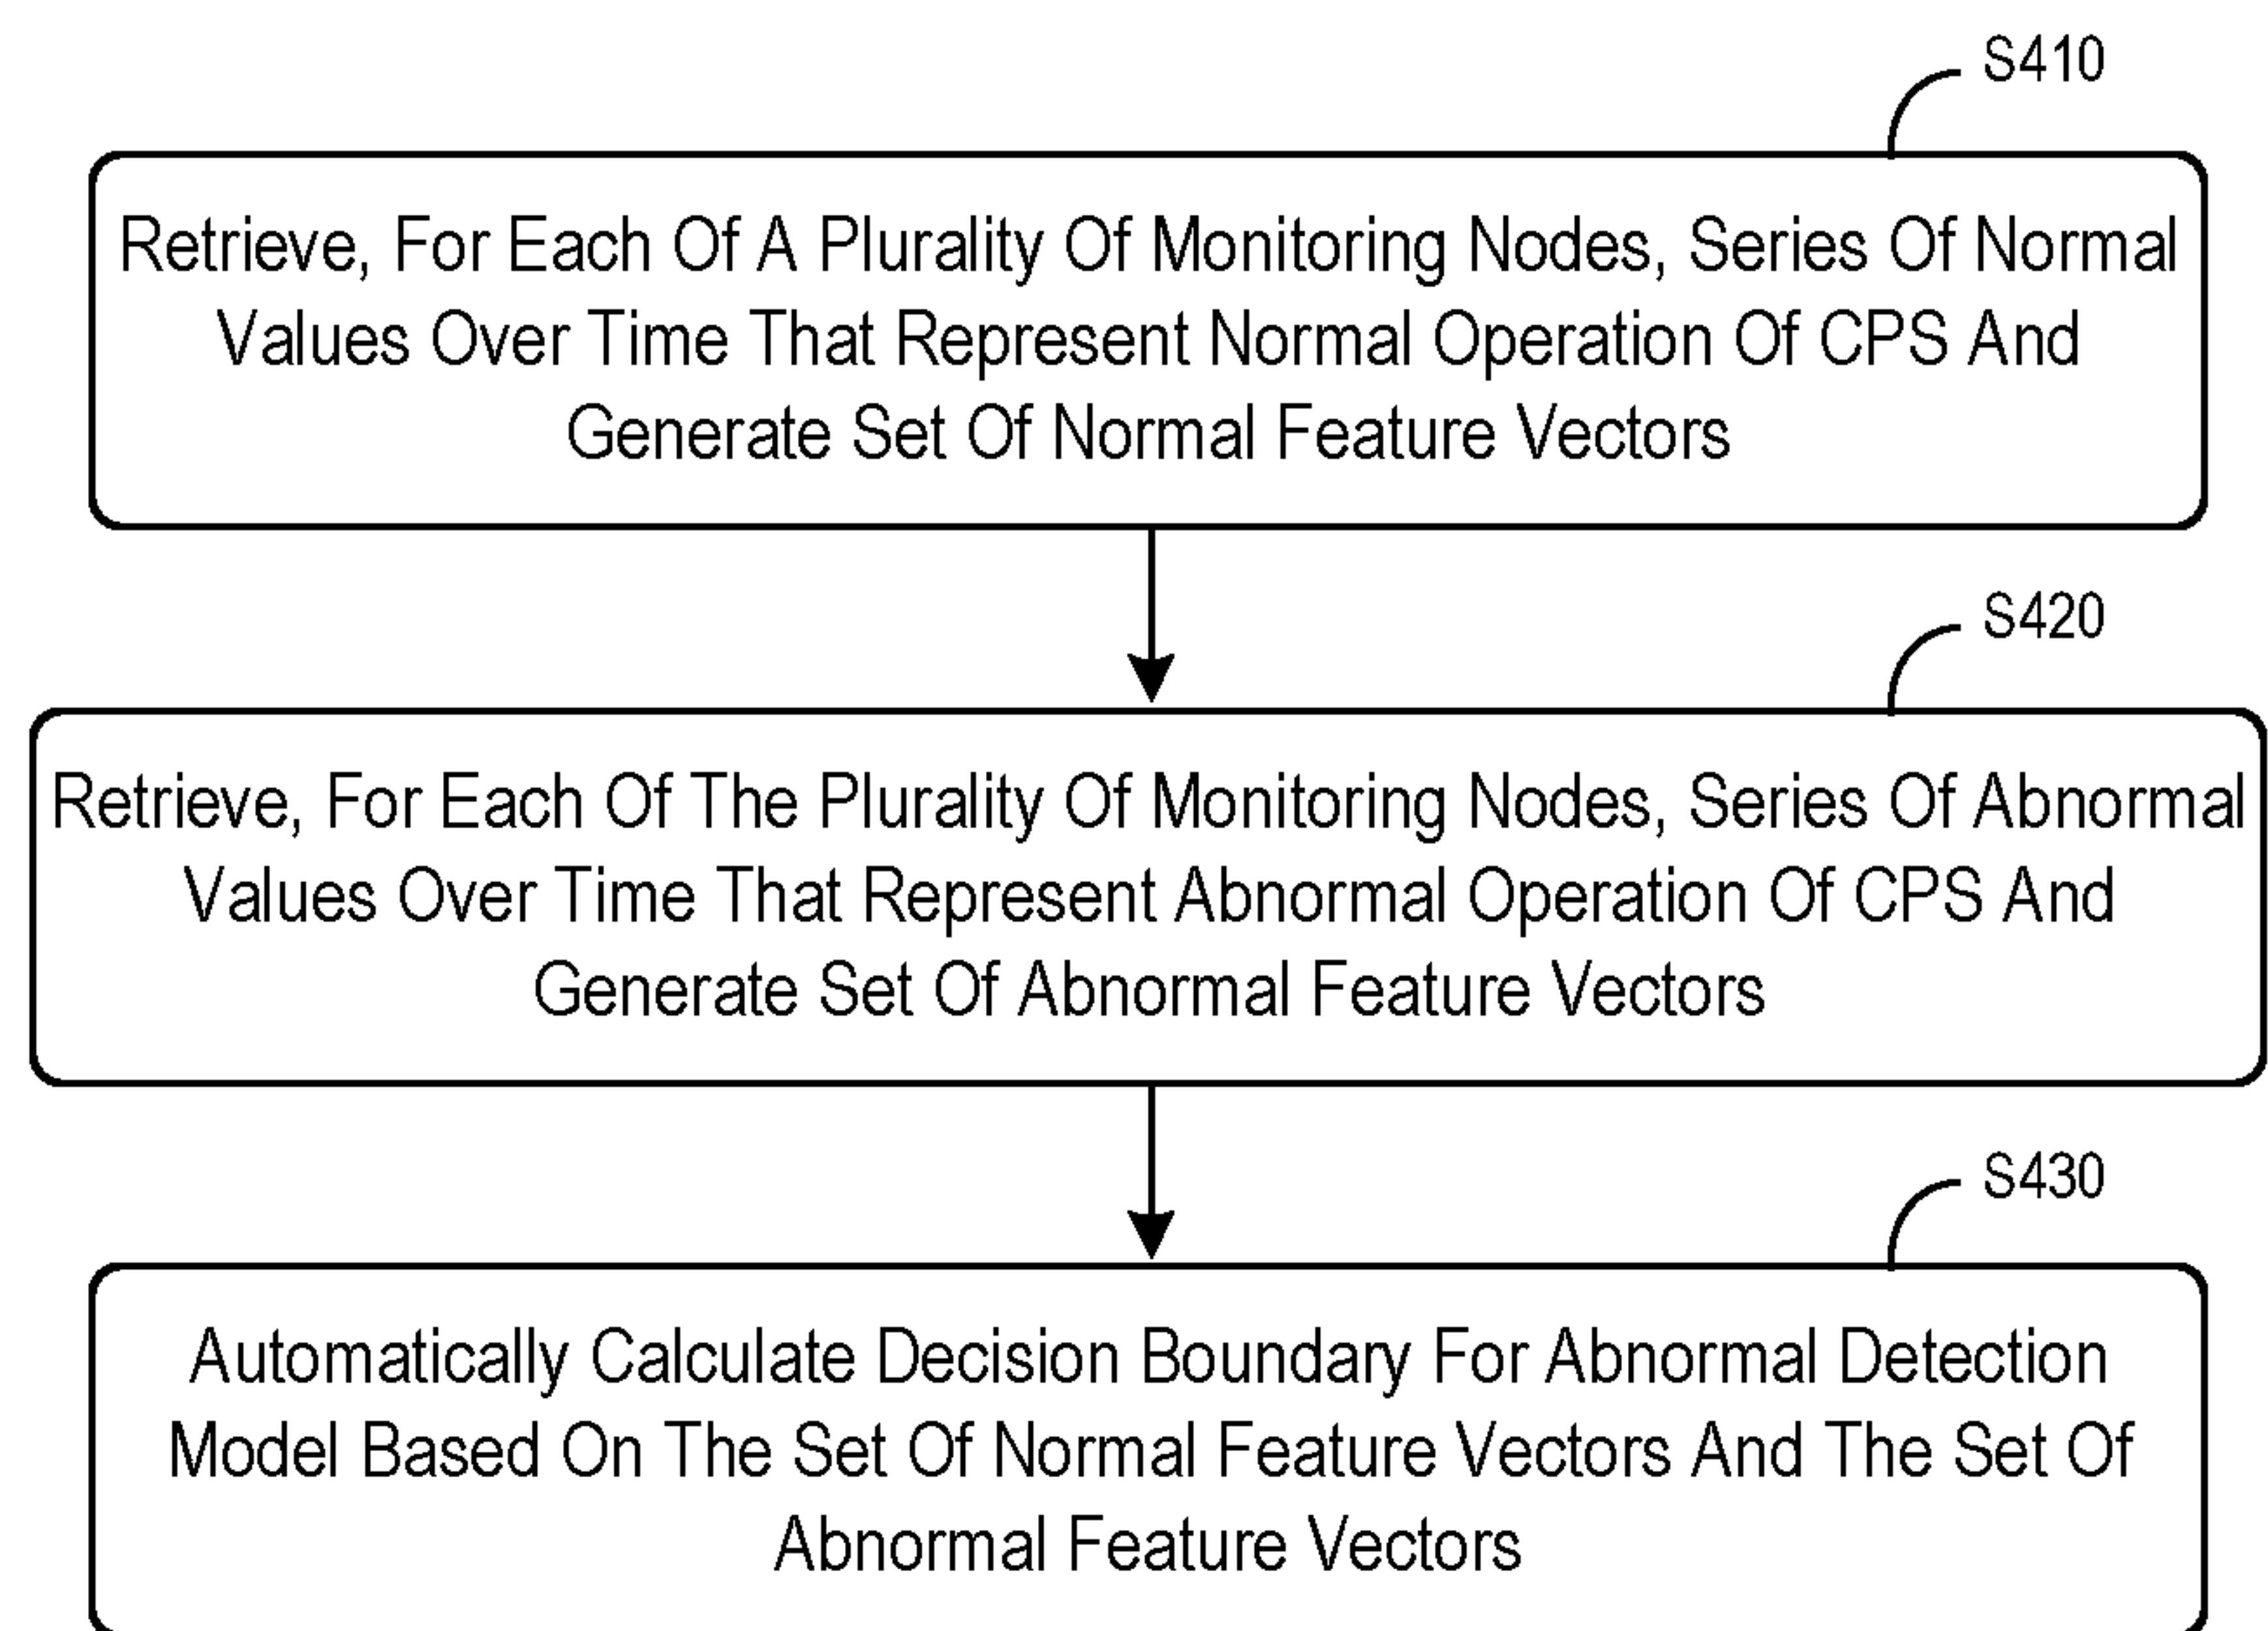 S410
Retrieve, For Each Of A Plurality Of Monitoring Nodes, Series Of Normal
Values Over Time That Represent Normal Operation Of CPS And
Generate Set Of Normal Feature Vectors
S420
Retrieve, For Each Of The Plurality Of Monitoring Nodes, Series Of Abnormal
Values Over Time That Represent Abnormal Operation Of CPS And
Generate Set Of Abnormal Feature Vectors
S430
Automatically Calculate Decision Boundary For Abnormal Detection
Model Based On The Set Of Normal Feature Vectors And The Set Of
Abnormal Feature Vectors